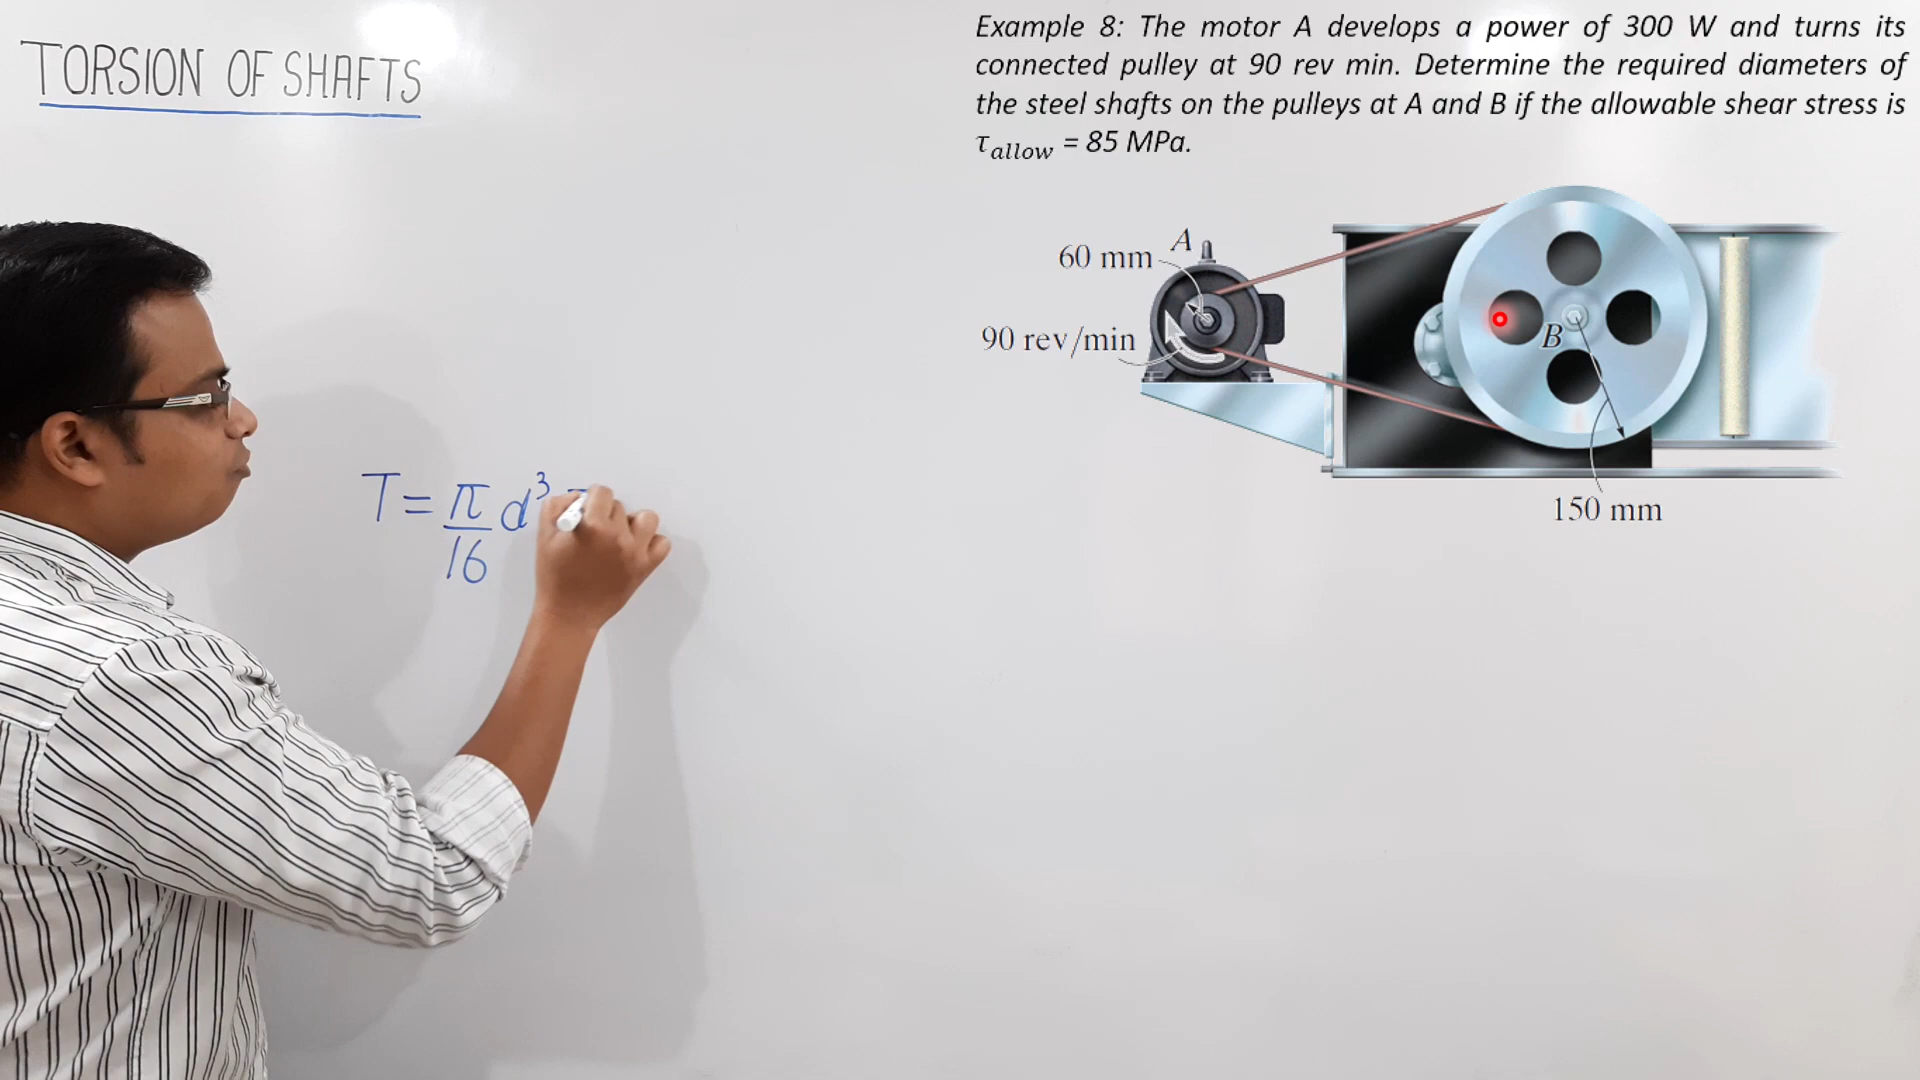 TORSION OF SHAFTS
Example 8: The motor A develops a power of 300 W and turns its
connected pulley at 90 rev min. Determine the required diameters of
the steel shafts on the pulleys at A and B if the allowable shear stress is
τallow = 85 MPa.
60 mm
A
90 rev/min
B
150 mm
T = π/16 d³